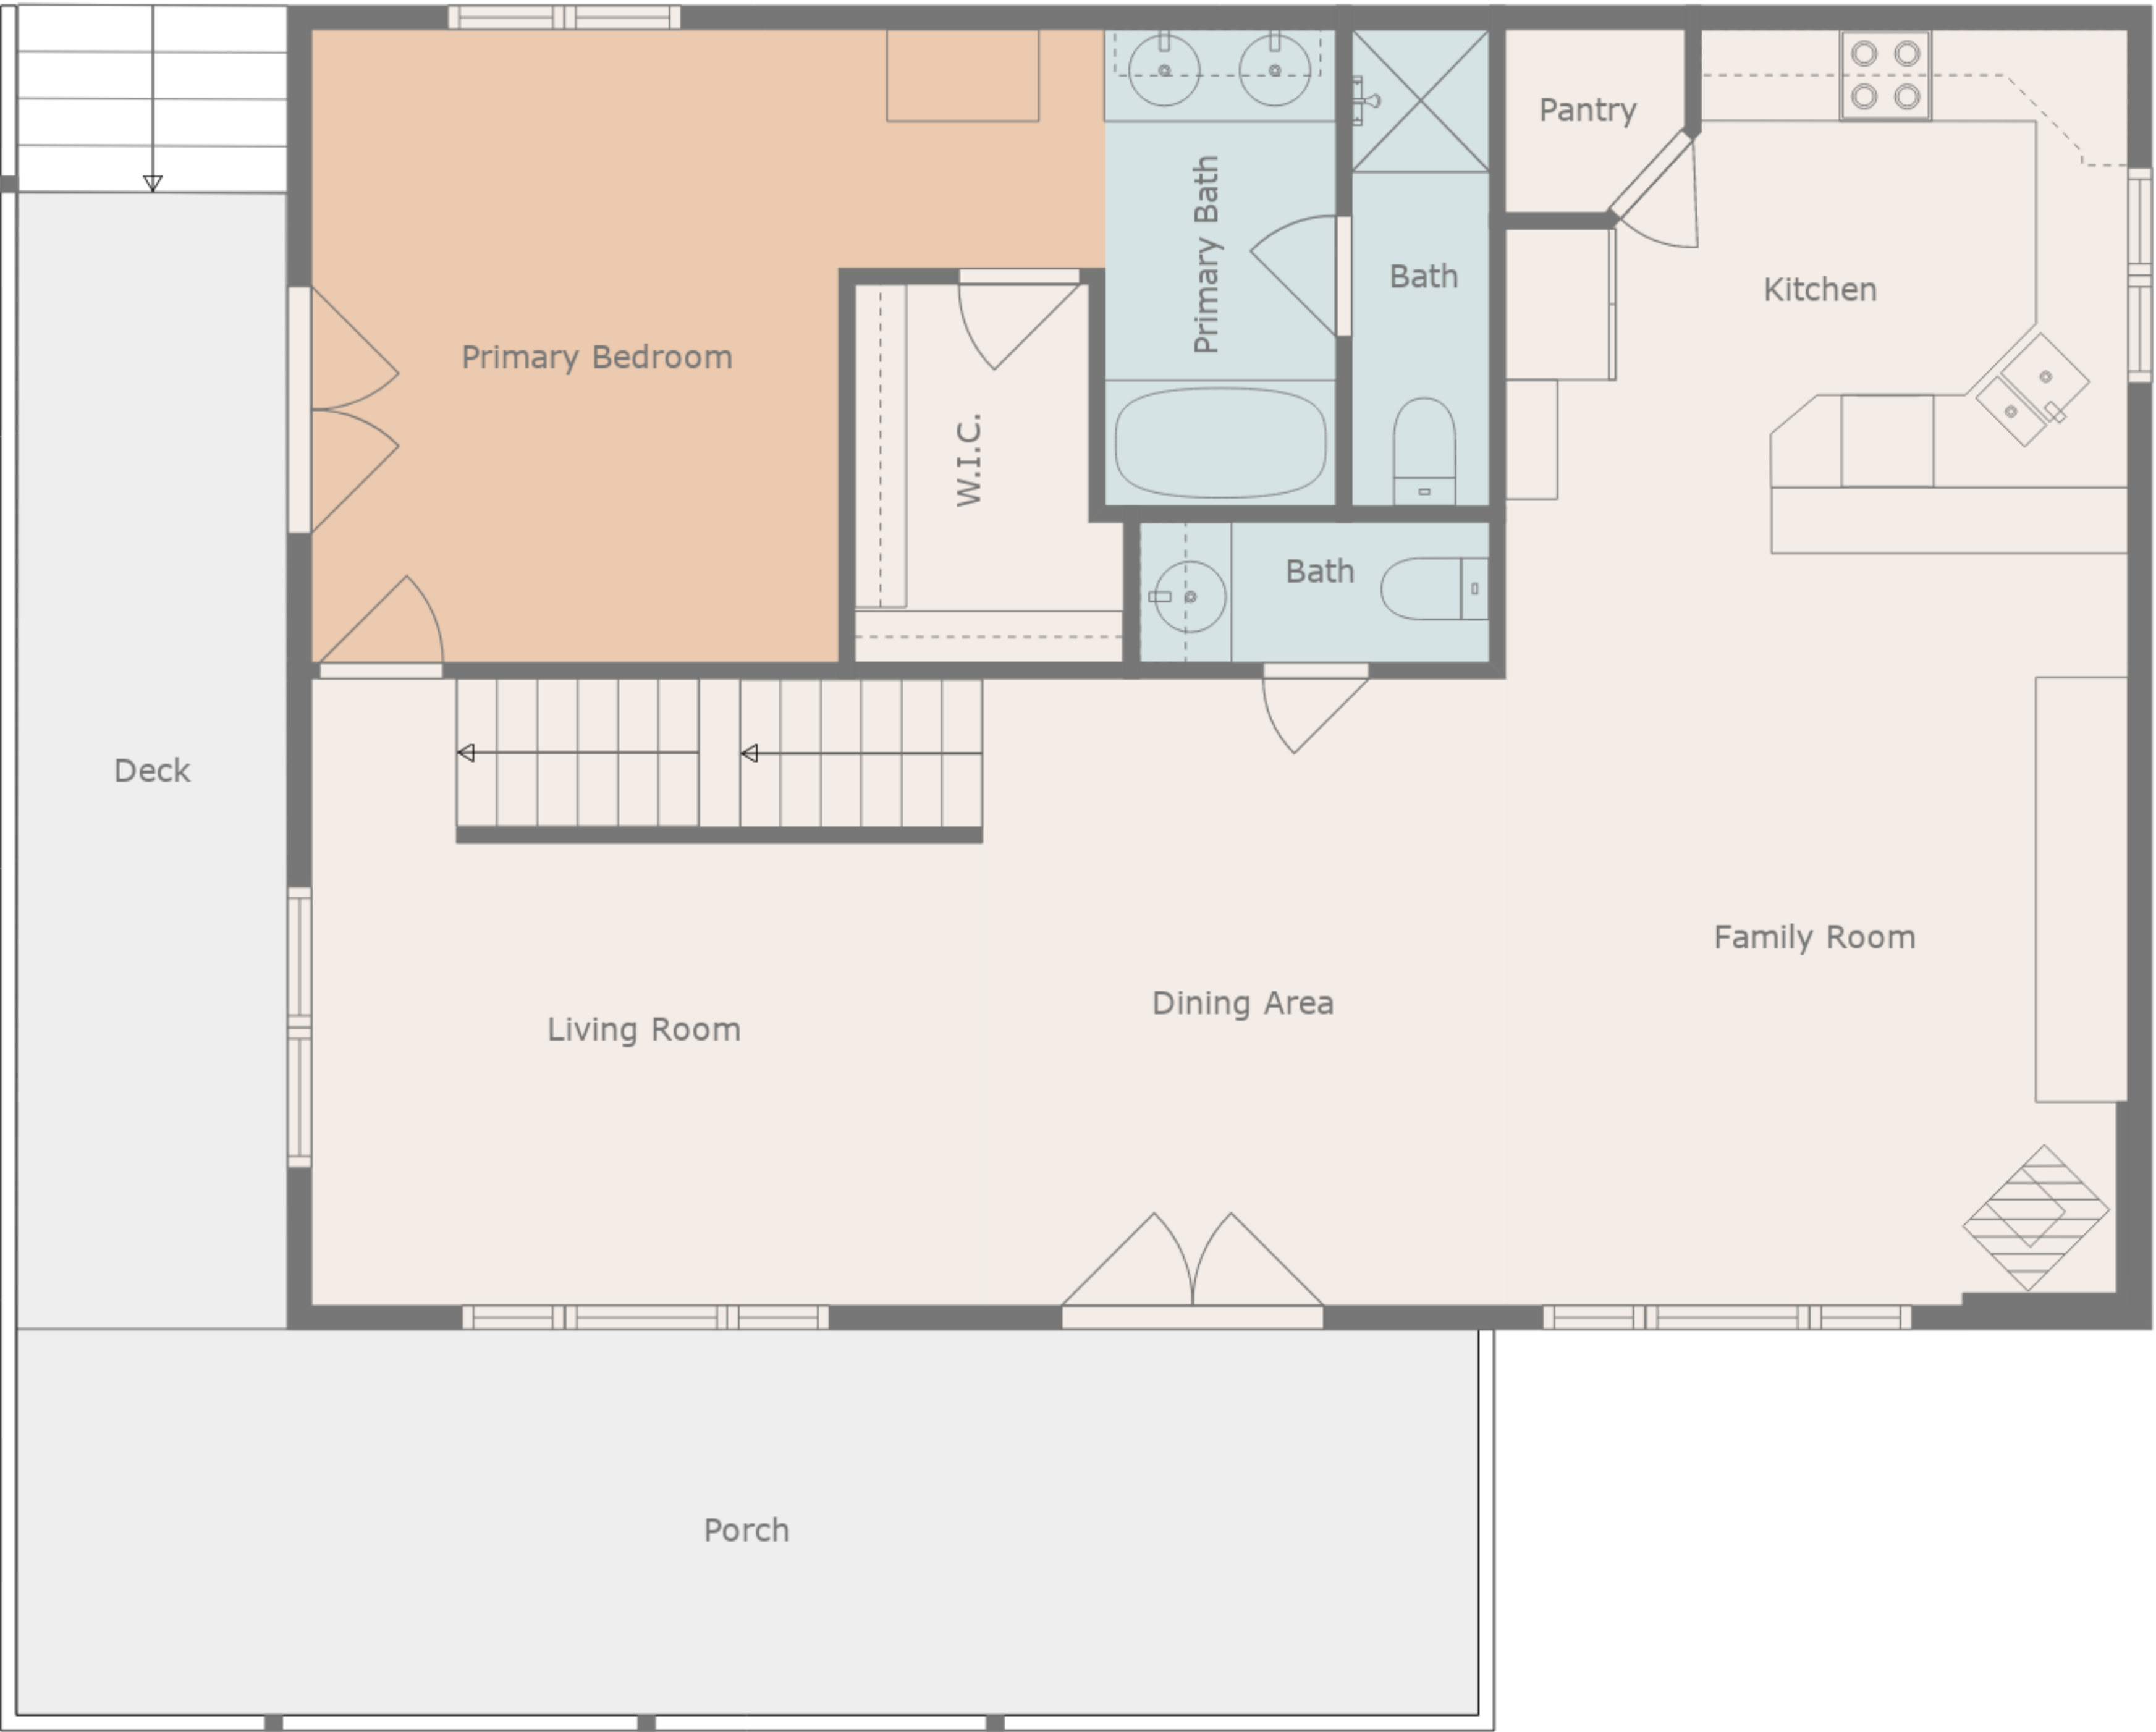 Pantry
Primary Bath
Bath
Kitchen
Primary Bedroom
W.I.C.
Bath
Deck
Family Room
Dining Area
Living Room
Porch